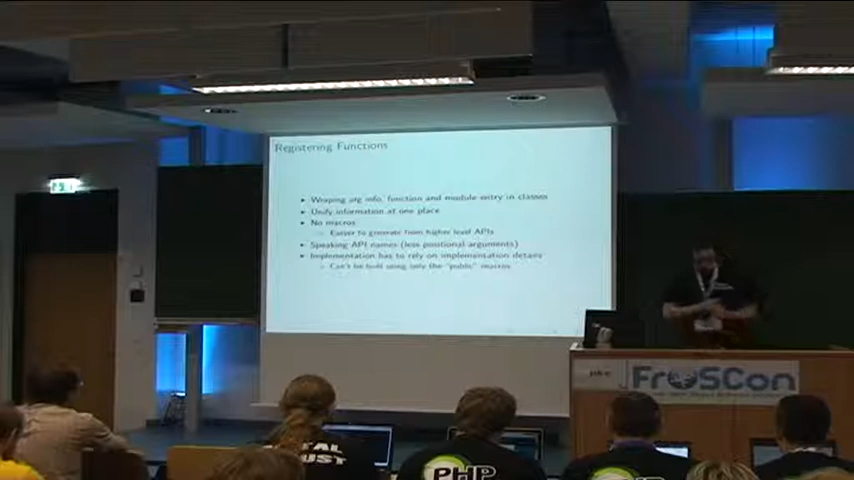 Registering Functions
Wraping arg info, function and module entry in classes
Unify information at one place
No macros
Easier to generate from higher level APIs
Speaking API names (less positional arguments)
Implementation has to rely on implementation details
Can't be built using only the "public" macros
FrOSCon
PHP